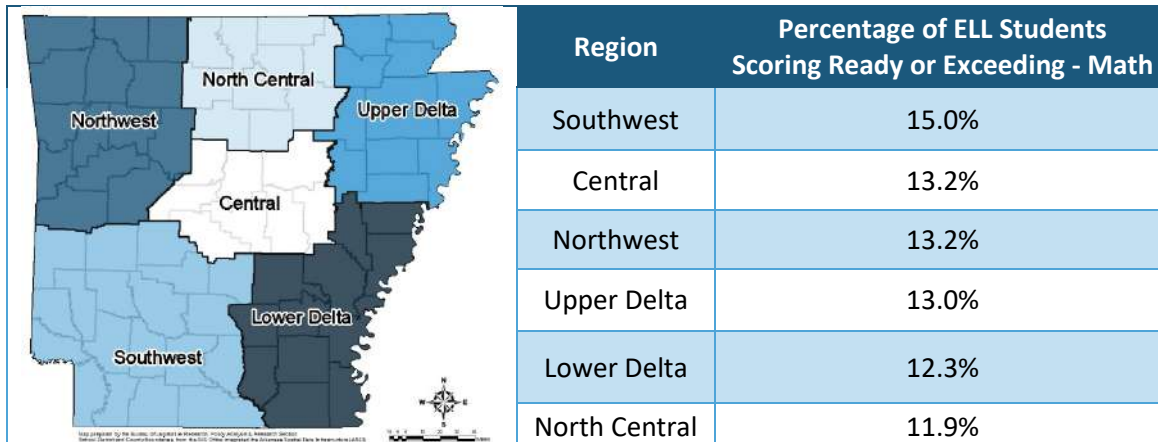 North Central
Upper Delta
Northwest
Central
Lower Delta
Southwest
N
W E
S
Region
Percentage of ELL Students
Scoring Ready or Exceeding - Math
Southwest
15.0%
Central
13.2%
Northwest
13.2%
Upper Delta
13.0%
Lower Delta
12.3%
North Central
11.9%